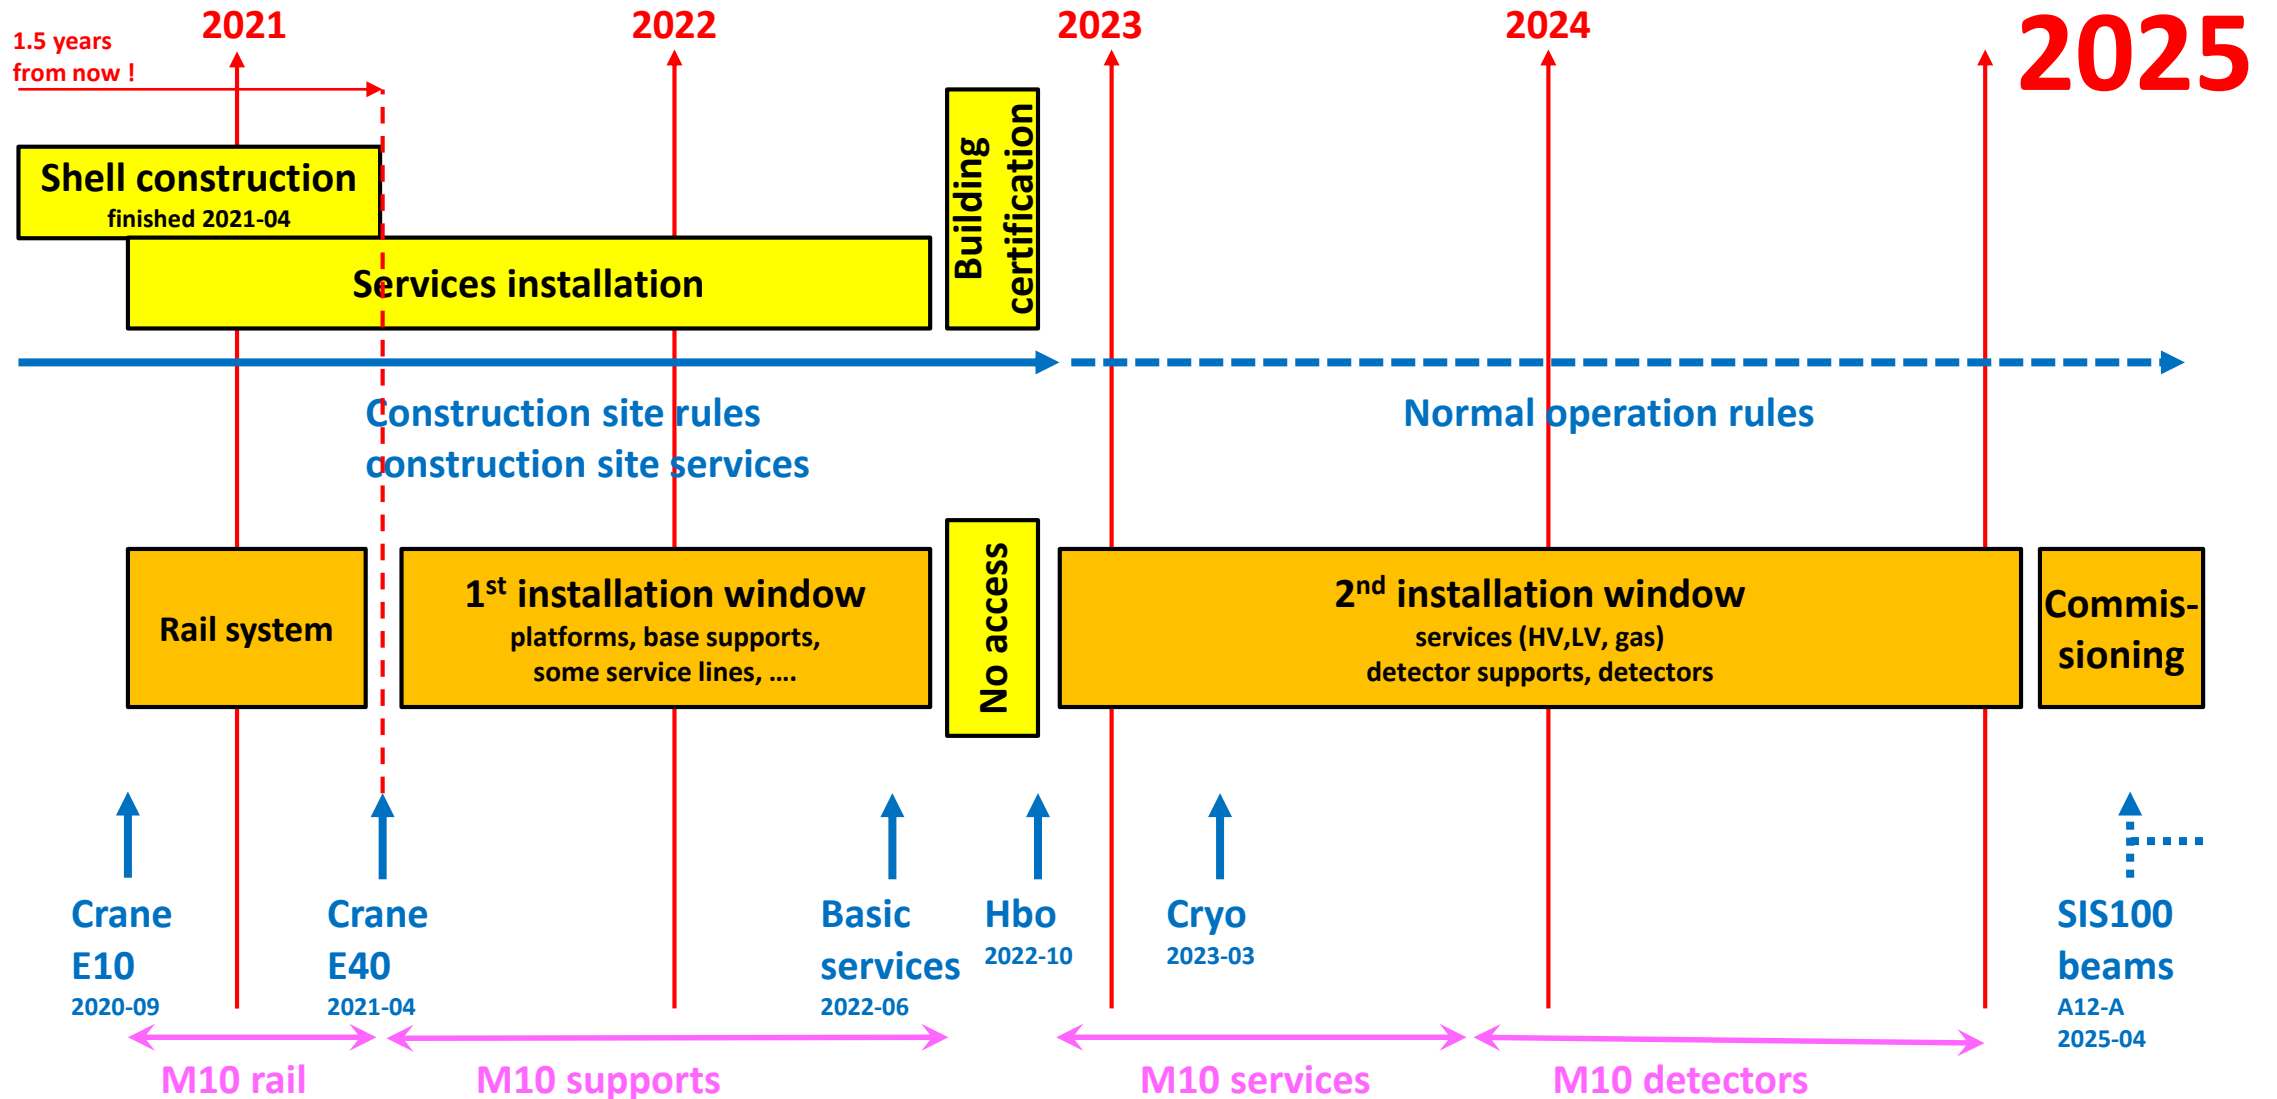 2021
2022
2023
2024
2025
1.5 years
from now !
Shell construction
finished 2021-04
Services installation
Building
certification
Construction site rules
construction site services
Normal operation rules
Rail system
1st installation window
platforms, base supports,
some service lines, ....
No access
2nd installation window
services (HV,LV, gas)
detector supports, detectors
Commis-
sioning
Crane
E10
2020-09
Crane
E40
2021-04
Basic
services
2022-06
Hbo
2022-10
Cryo
2023-03
SIS100
beams
A12-A
2025-04
M10 rail
M10 supports
M10 services
M10 detectors